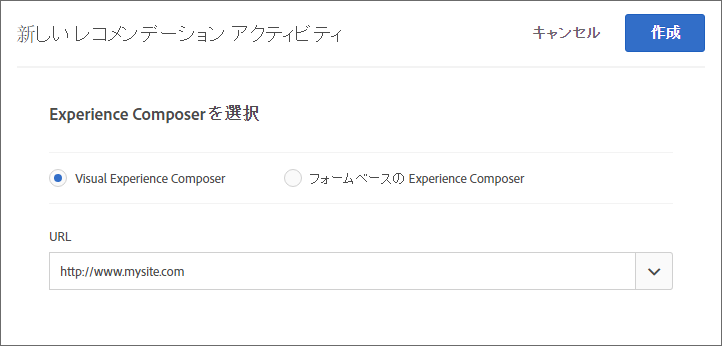 新しい レコメンデーション アクティビティ
キャンセル
作成
Experience Composerを選択
Visual Experience Composer
フォームベースの Experience Composer
URL
http://www.mysite.com